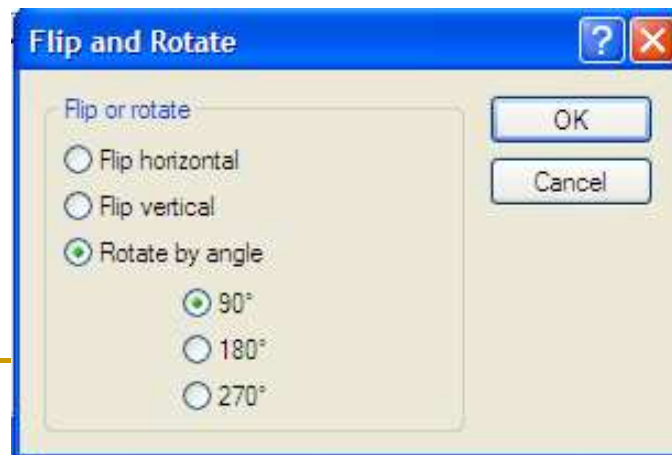 Flip and Rotate
Flip or rotate
Flip horizontal
Flip vertical
Rotate by angle
90°
180°
270°
OK
Cancel